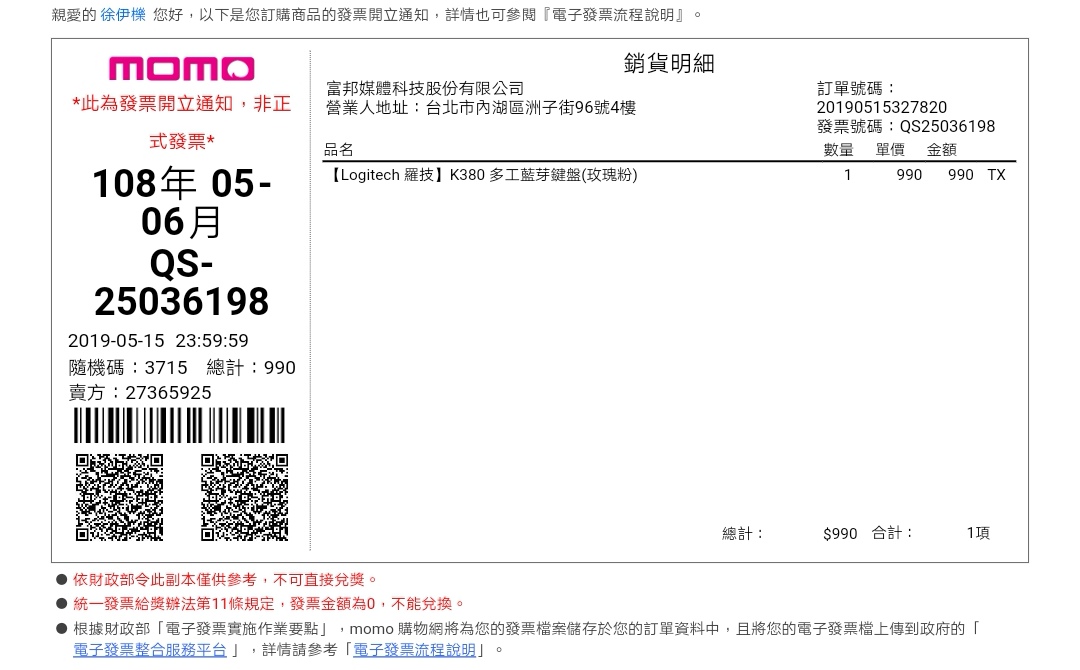 親愛的 徐伊櫟 您好，以下是您訂購商品的發票開立通知，詳情也可參閱『電子發票流程說明』。
momo
*此為發票開立通知，非正
式發票*
108年 05-
06月
QS-
25036198
2019-05-15 23:59:59
隨機碼：3715 總計：990
賣方：27365925
銷貨明細
富邦媒體科技股份有限公司
營業人地址：台北市內湖區洲子街96號4樓
訂單號碼：
20190515327820
發票號碼：QS25036198
品名 數量 單價 金額
【Logitech 羅技】K380 多工藍芽鍵盤(玫瑰粉) 1 990 990 TX
總計： $990 合計： 1項
● 依財政部令此副本僅供參考，不可直接兌獎。
● 統一發票給獎辦法第11條規定，發票金額為0，不能兌換。
● 根據財政部「電子發票實施作業要點」，momo 購物網將為您的發票檔案儲存於您的訂單資料中，且將您的電子發票檔上傳到政府的「
電子發票整合服務平台 」，詳情請參考「電子發票流程說明」。